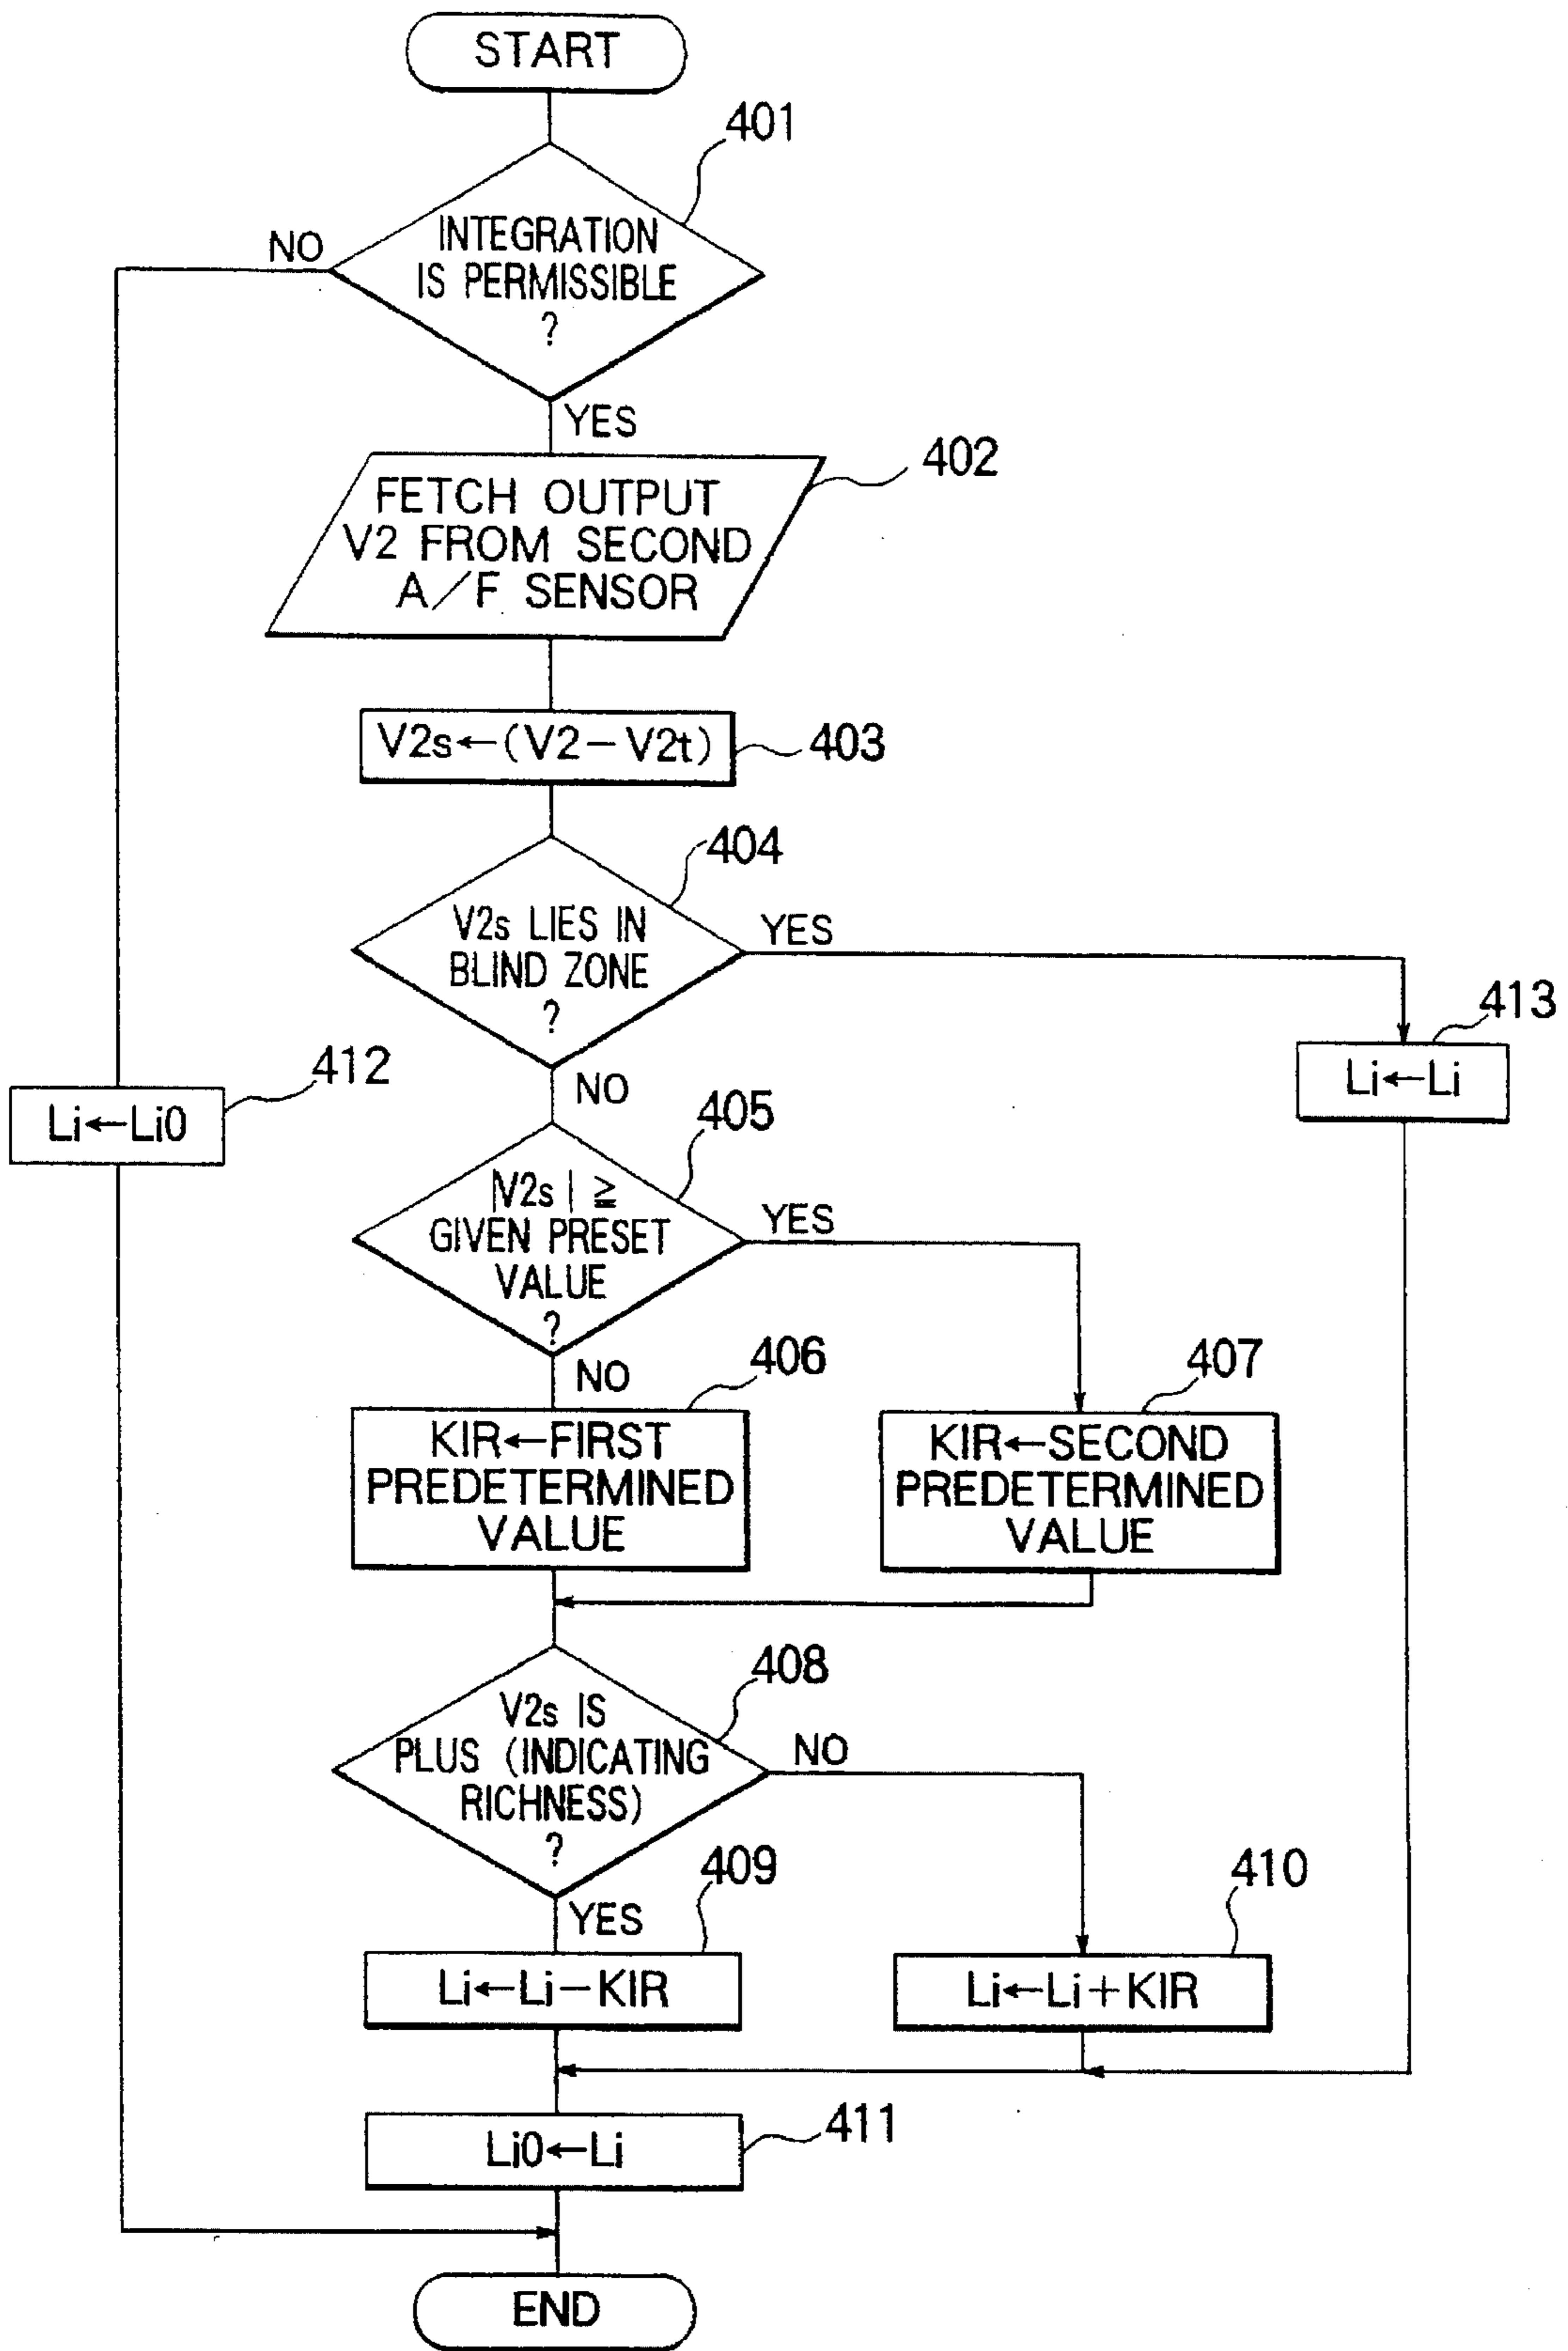 START
401
INTEGRATION
IS PERMISSIBLE
?
NO
YES
402
FETCH OUTPUT
V2 FROM SECOND
A/F SENSOR
V2s←(V2−V2t)
403
404
V2s LIES IN
BLIND ZONE
?
YES
NO
413
Li←Li
412
Li←Li0
405
|V2s| ≧
GIVEN PRESET
VALUE
?
YES
NO
406
KIR←FIRST
PREDETERMINED
VALUE
407
KIR←SECOND
PREDETERMINED
VALUE
408
V2s IS
PLUS (INDICATING
RICHNESS)
?
NO
YES
409
Li←Li−KIR
410
Li←Li+KIR
Li0←Li
411
END